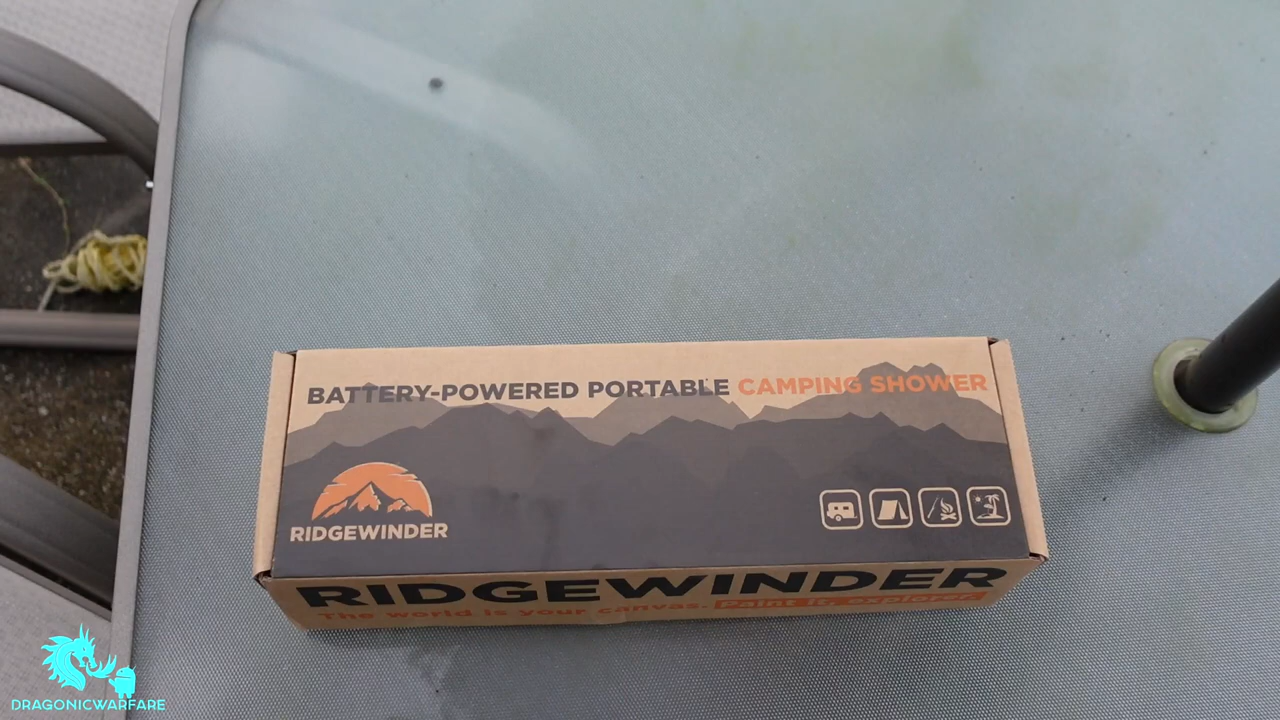 BATTERY-POWERED PORTABLE CAMPING SHOWER
RIDGEWINDER
RIDGEWINDER
The world is your canvas. Paint it, explorer.
DRAGONICWARFARE